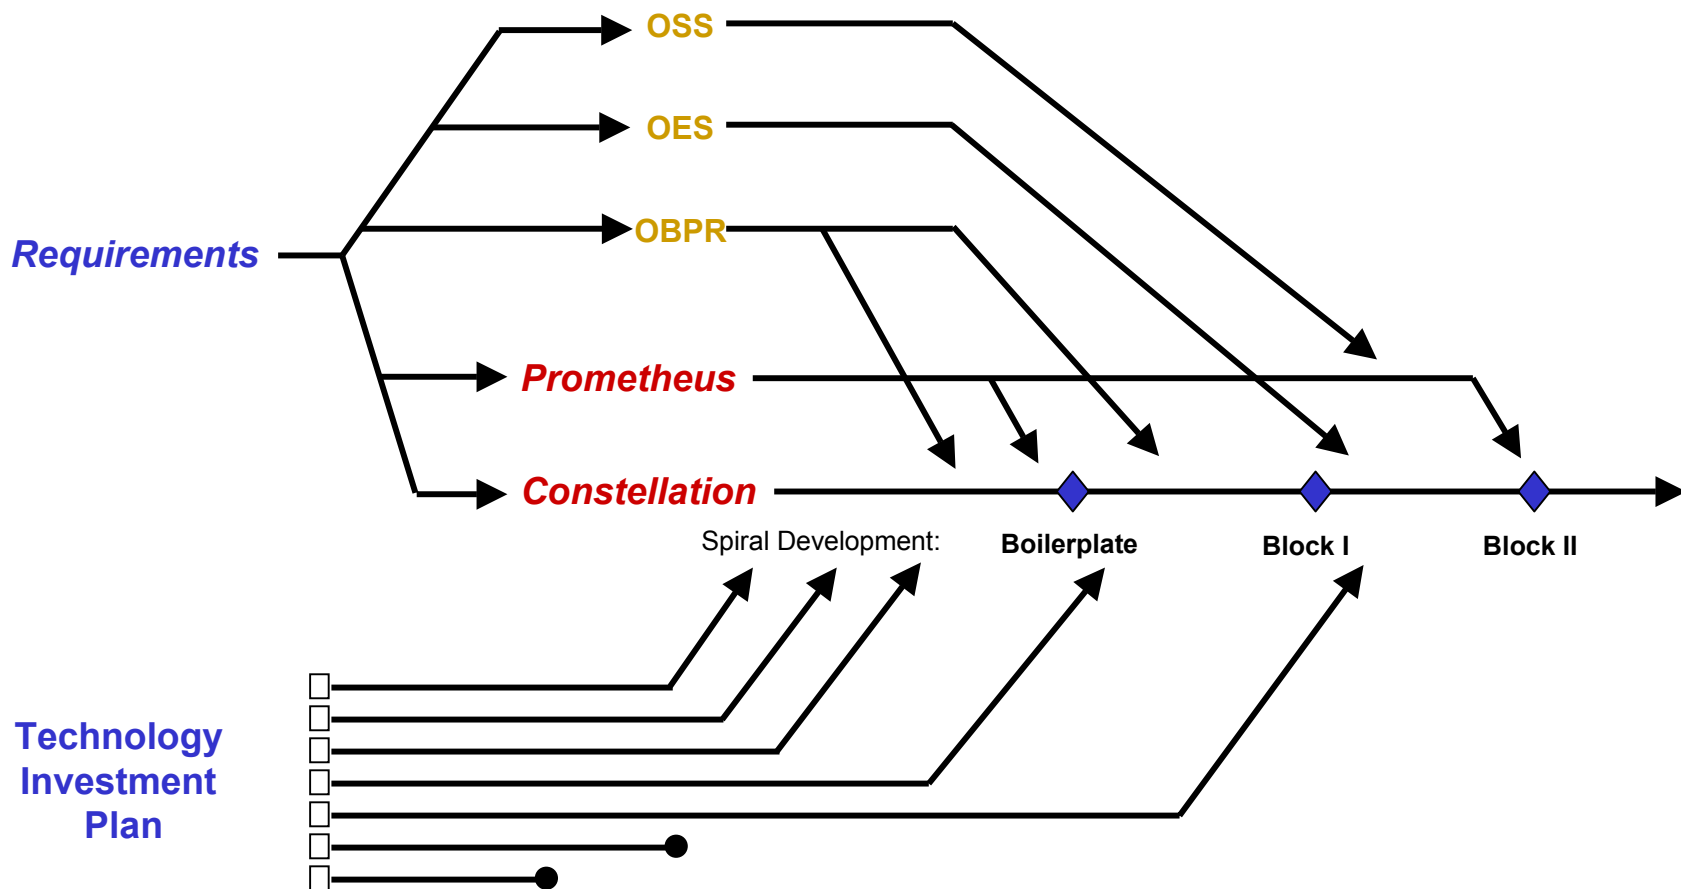 OSS
OES
OBPR
Requirements
Prometheus
Constellation
Spiral Development:
Boilerplate
Block I
Block II
Technology
Investment
Plan